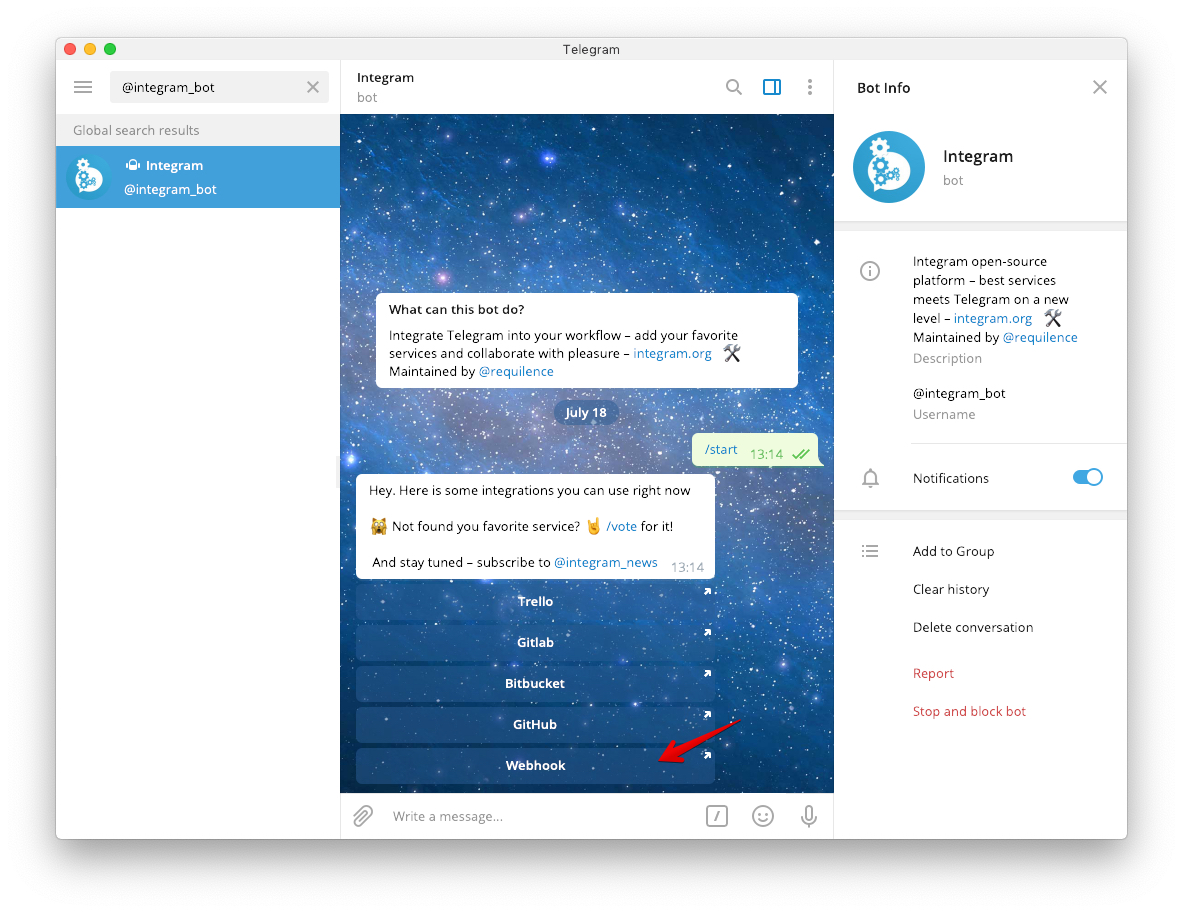 Telegram
@integram_bot
Global search results
Integram
@integram_bot
Integram
bot
What can this bot do?
Integrate Telegram into your workflow – add your favorite
services and collaborate with pleasure – integram.org
Maintained by @requilence
July 18
/start 13:14
Hey. Here is some integrations you can use right now
Not found you favorite service? /vote for it!
And stay tuned – subscribe to @integram_news 13:14
Trello
Gitlab
Bitbucket
GitHub
Webhook
Write a message...
Bot Info
Integram
bot
Integram open-source
platform – best services
meets Telegram on a new
level – integram.org
Maintained by @requilence
Description
@integram_bot
Username
Notifications
Add to Group
Clear history
Delete conversation
Report
Stop and block bot